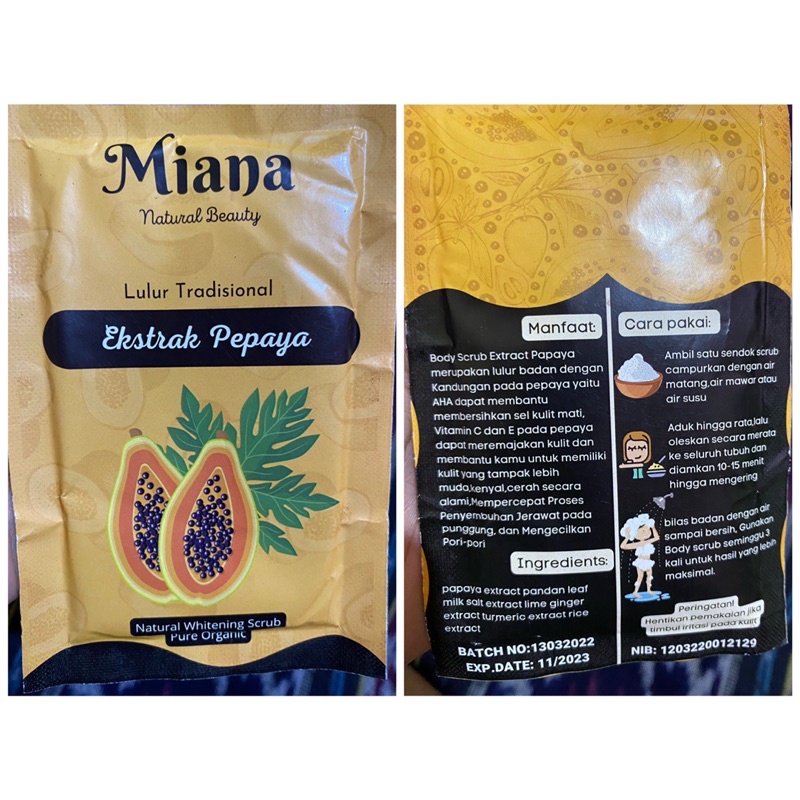 Miana
Natural Beauty
Lulur Tradisional
Ekstrak Pepaya
Natural Whitening Scrub
Pure Organic
Manfaat:
Body Scrub Extract Papaya
merupakan lulur badan dengan
Kandungan pada pepaya yaitu
AHA dapat membantu
membersihkan sel kulit mati,
Vitamin C dan E pada pepaya
dapat meremajakan kulit dan
membantu kamu untuk memiliki
kulit yang tampak lebih
muda,kenyal,cerah secara
alami,Mempercepat Proses
Penyembuhan Jerawat pada
punggung, dan Mengecilkan
Pori-pori
Ingredients:
papaya extract pandan leaf
milk salt extract lime ginger
extract turmeric extract rice
extract
BATCH NO:13032022
EXP.DATE: 11/2023
Cara pakai:
Ambil satu sendok scrub
campurkan dengan air
matang,air mawar atau
air susu
Aduk hingga rata,lalu
oleskan secara merata
ke seluruh tubuh dan
diamkan 10-15 menit
hingga mengering
bilas badan dengan air
sampai bersih, Gunakan
Body scrub seminggu 3
kali untuk hasil yang lebih
maksimal.
Peringatan!
Hentikan pemakaian jika
timbul iritasi pada kulit
NIB: 1203220012129